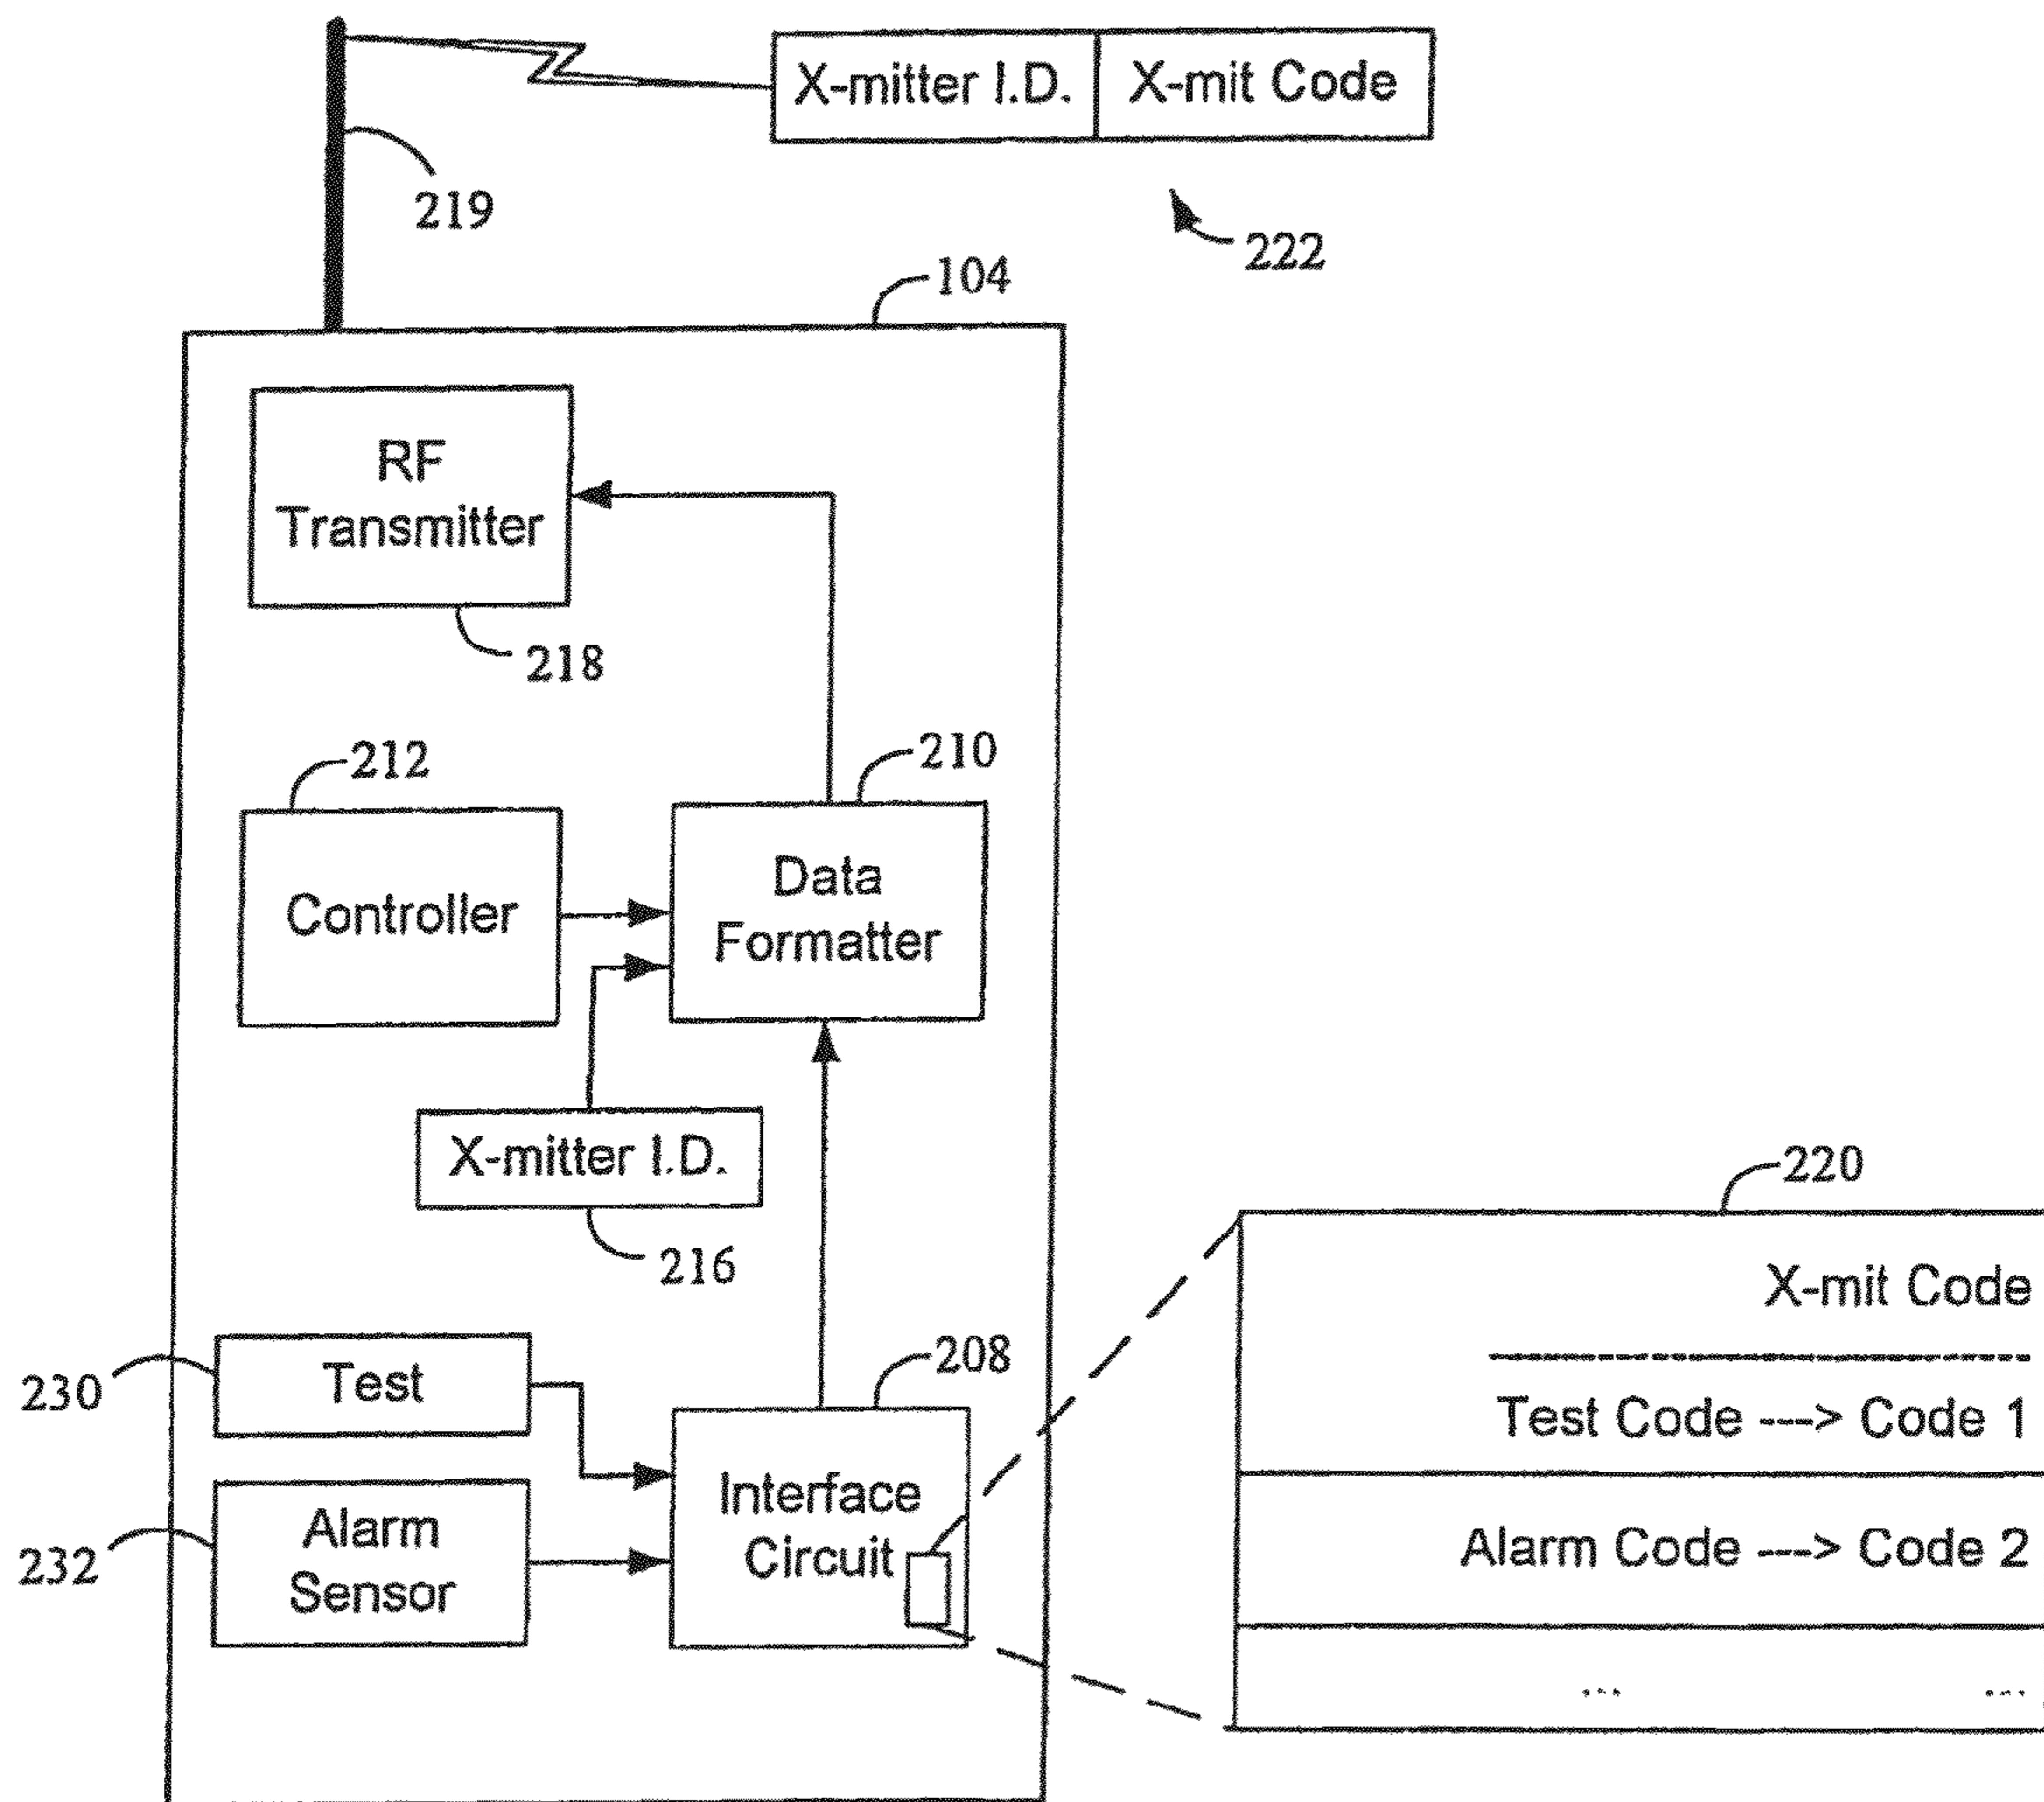 X-mitter I.D. X-mit Code
219
222
104
RF
Transmitter
218
212
210
Controller
Data
Formatter
X-mitter I.D.
216
220
X-mit Code
Test Code ---> Code 1
Alarm Code ---> Code 2
... ...
230
Test
208
232
Alarm
Sensor
Interface
Circuit